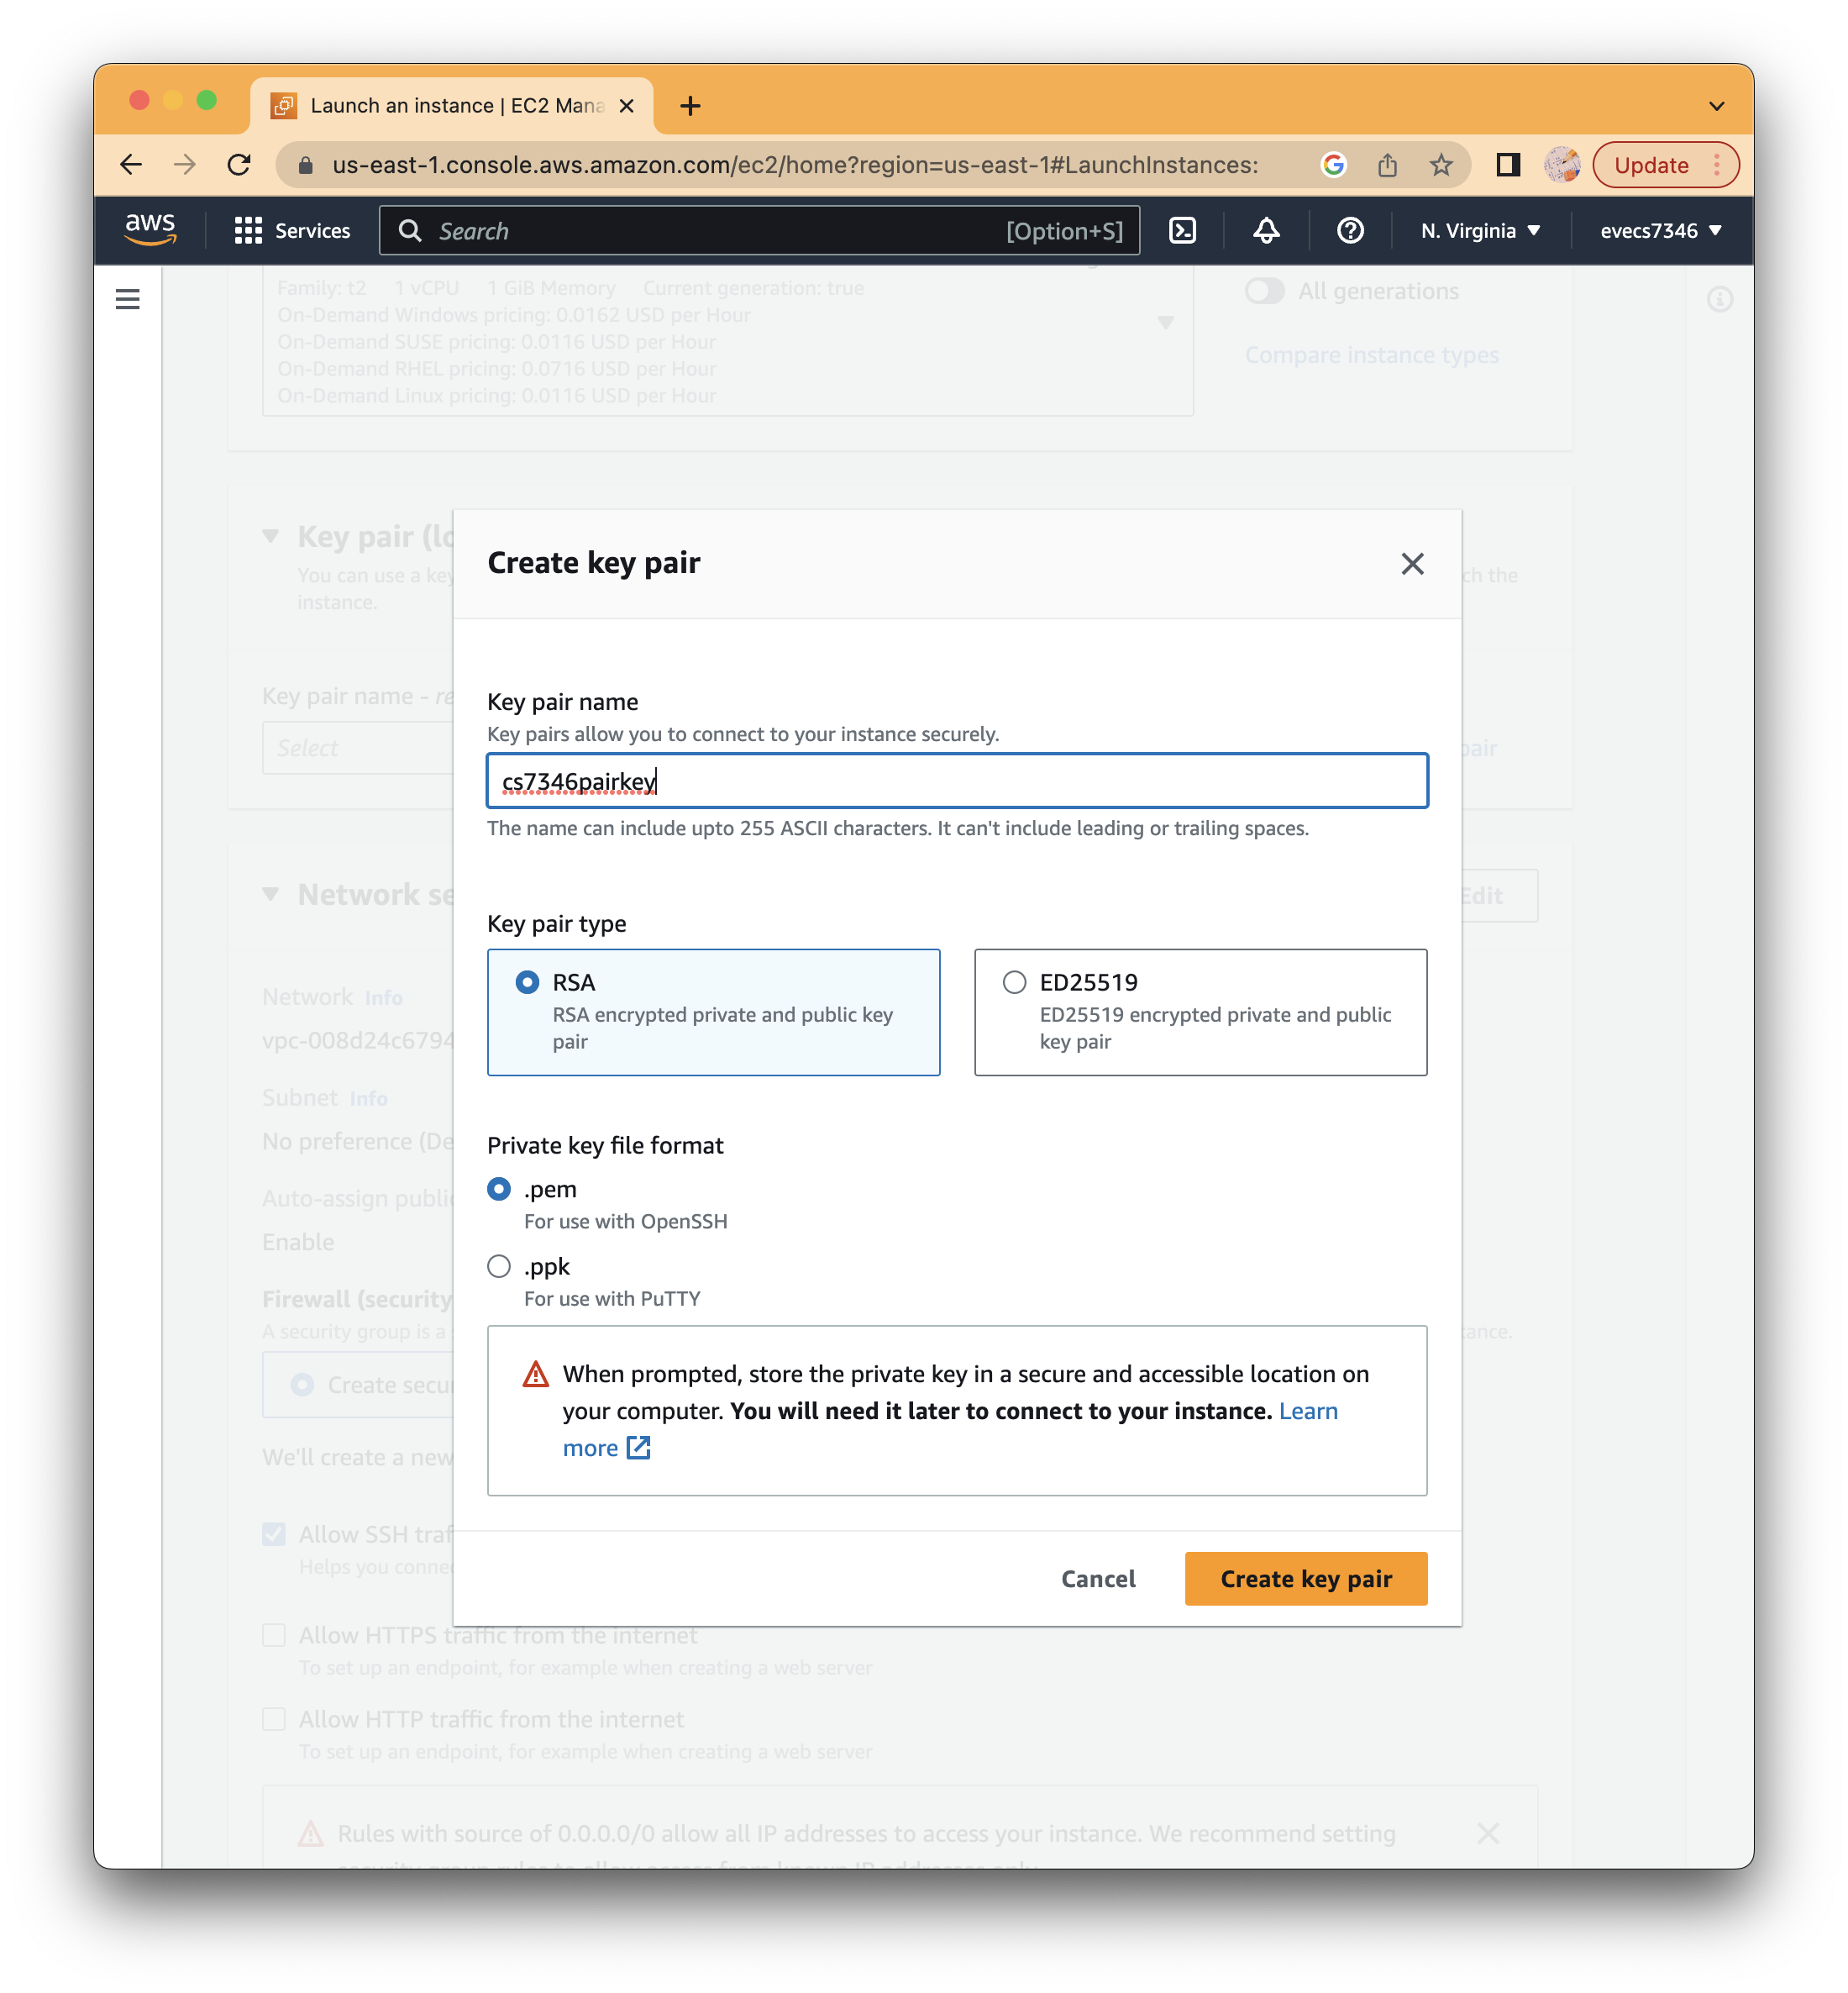 Launch an instance | EC2 Mana
us-east-1.console.aws.amazon.com/ec2/home?region=us-east-1#LaunchInstances:
Update
aws
Services
Search
[Option+S]
N. Virginia
evecs7346
Family: t2 1 vCPU 1 GiB Memory Current generation: true
On-Demand Windows pricing: 0.0162 USD per Hour
On-Demand SUSE pricing: 0.0116 USD per Hour
On-Demand RHEL pricing: 0.0716 USD per Hour
On-Demand Linux pricing: 0.0116 USD per Hour
All generations
Compare instance types
Key pair (lo
You can use a key
ch the
instance.
Key pair name - re
Select
pair
Create key pair
Key pair name
Key pairs allow you to connect to your instance securely.
cs7346pairkey
The name can include upto 255 ASCII characters. It can't include leading or trailing spaces.
Key pair type
RSA
RSA encrypted private and public key
pair
ED25519
ED25519 encrypted private and public
key pair
Private key file format
.pem
For use with OpenSSH
.ppk
For use with PuTTY
When prompted, store the private key in a secure and accessible location on
your computer. You will need it later to connect to your instance. Learn
more
Cancel
Create key pair
Network se
Edit
Network Info
vpc-008d24c6794
Subnet Info
No preference (De
Auto-assign public
Enable
Firewall (security
A security group is a
tance.
Create secu
We'll create a new
Allow SSH traf
Helps you connec
Allow HTTPS traffic from the internet
To set up an endpoint, for example when creating a web server
Allow HTTP traffic from the internet
To set up an endpoint, for example when creating a web server
Rules with source of 0.0.0.0/0 allow all IP addresses to access your instance. We recommend setting
security group rules to allow access from known IP addresses only.